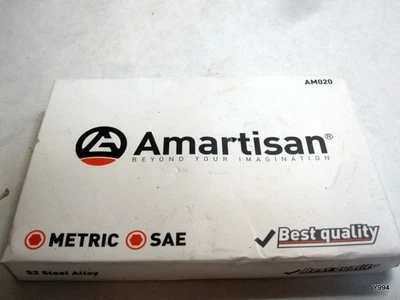 AM020
Amartisan®
BEYOND YOUR IMAGINATION
METRIC SAE
Best quality
S2 Steel Alloy
Y994